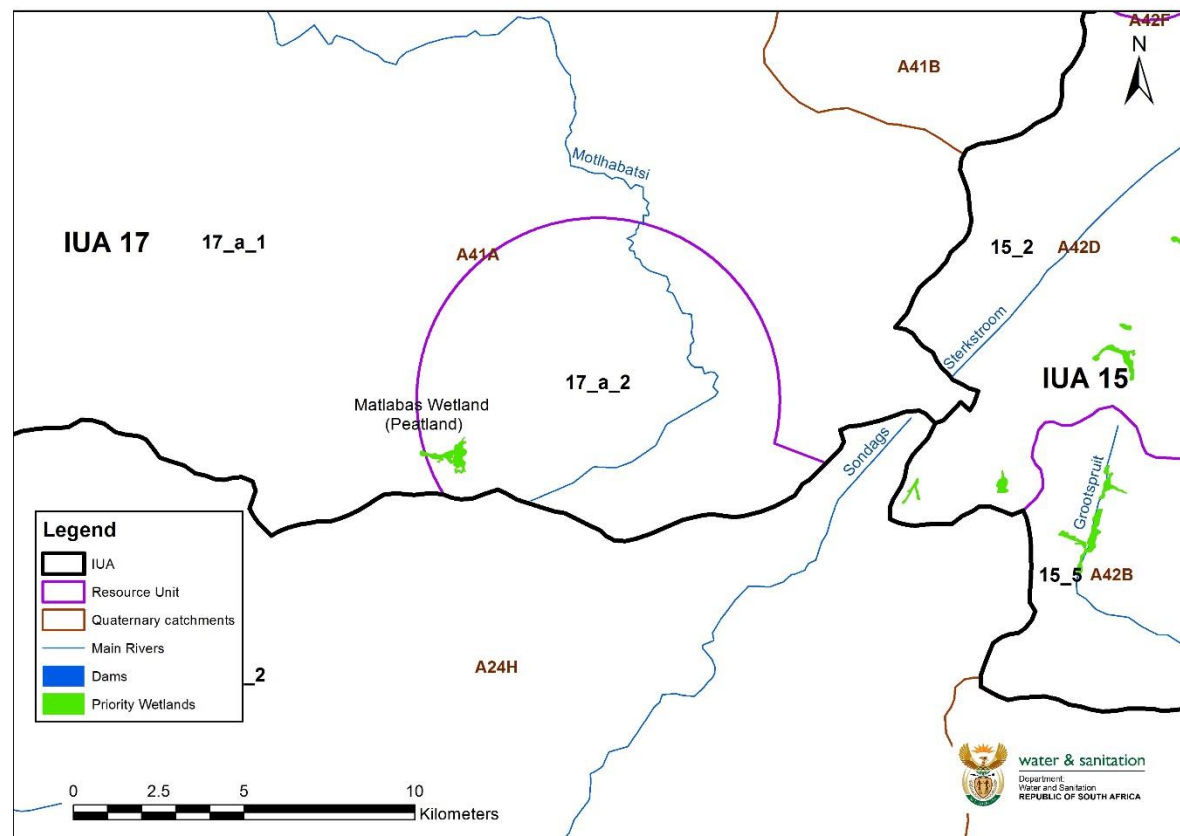 A42F
N
A41B
Motlhabatsi
IUA 17
17_a_1
A41A
15_2
A42D
Sterkstroom
17_a_2
IUA 15
Matlabas Wetland
(Peatland)
Sondags
Grootspruit
15_5
A42B
A24H
_2
Legend
IUA
Resource Unit
Quaternary catchments
Main Rivers
Dams
Priority Wetlands
0 2.5 5 10
Kilometers
water & sanitation
Department:
Water and Sanitation
REPUBLIC OF SOUTH AFRICA